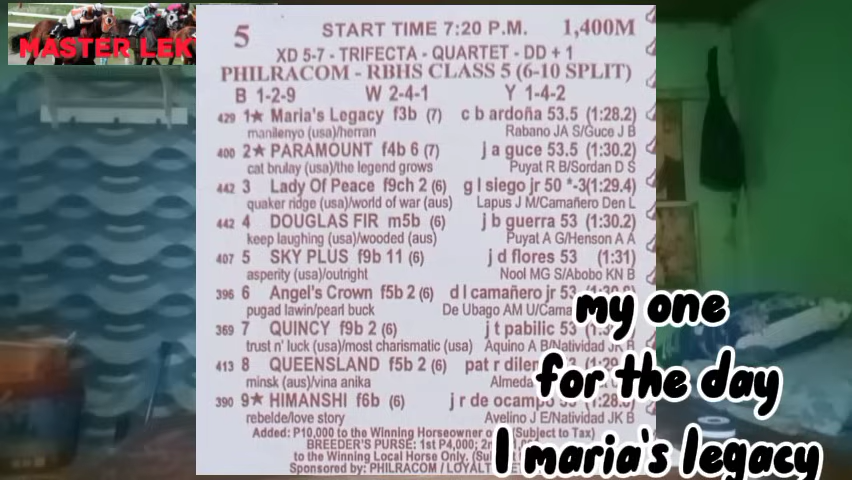 MASTER LEKY
5 START TIME 7:20 P.M. 1,400M
XD 5-7 - TRIFECTA - QUARTET - DD + 1
PHILRACOM - RBHS CLASS 5 (6-10 SPLIT)
B 1-2-9 W 2-4-1 Y 1-4-2
429 1★ Maria's Legacy f3b (7) c b ardoña 53.5 (1:28.2)
manilenyo (usa)/herran Rabano JA S/Guce J B
400 2★ PARAMOUNT f4b 6 (7) j a guce 53.5 (1:30.2)
cat brulay (usa)/the legend grows Puyat R B/Sordan D S
442 3 Lady Of Peace f9ch 2 (6) g l siego jr 50 *-3(1:29.4)
quaker ridge (usa)/world of war (aus) Lapus J M/Camañero Den L
442 4 DOUGLAS FIR m5b (6) j b guerra 53 (1:30.2)
keep laughing (usa)/wooded (aus) Puyat A G/Henson A A
407 5 SKY PLUS f9b 11 (6) j d flores 53 (1:31)
asperity (usa)/outright Nool MG S/Abobo KN B
396 6 Angel's Crown f5b 2 (6) d l camañero jr 53
pugad lawin/pearl buck De Ubago AM U/Cama
369 7 QUINCY f9b 2 (6) j t pabilic 53
trust n' luck (usa)/most charismatic (usa) Aquino A B/Natividad JK B
413 8 QUEENSLAND f5b 2 (6) pat r dilem
minsk (aus)/vina anika Almeda
390 9★ HIMANSHI f6b (6) j r de ocampo
rebelde/love story Avelino J E/Natividad JK B
Added: P10,000 to the Winning Horseowner (Subject to Tax)
BREEDER'S PURSE: 1st P4,000;
to the Winning Local Horse Only.
Sponsored by: PHILRACOM
my one
for the day
1 maria's legacy